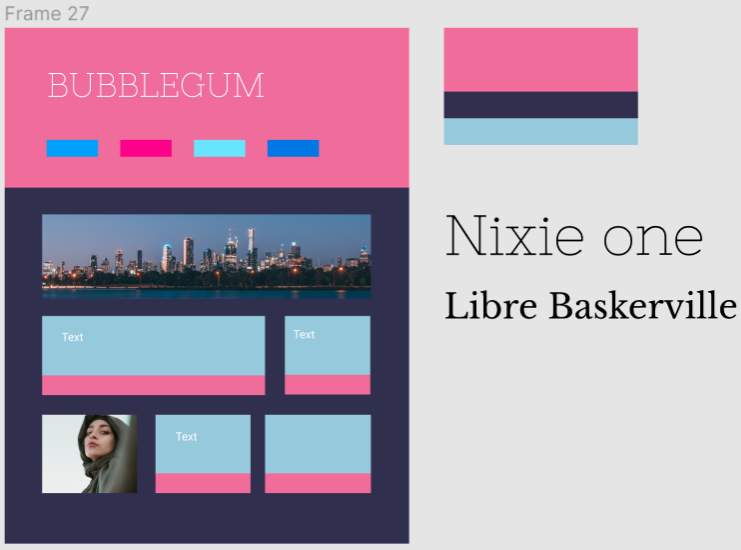 Frame 27
BUBBLEGUM
Nixie one
Libre Baskerville
Text
Text
Text